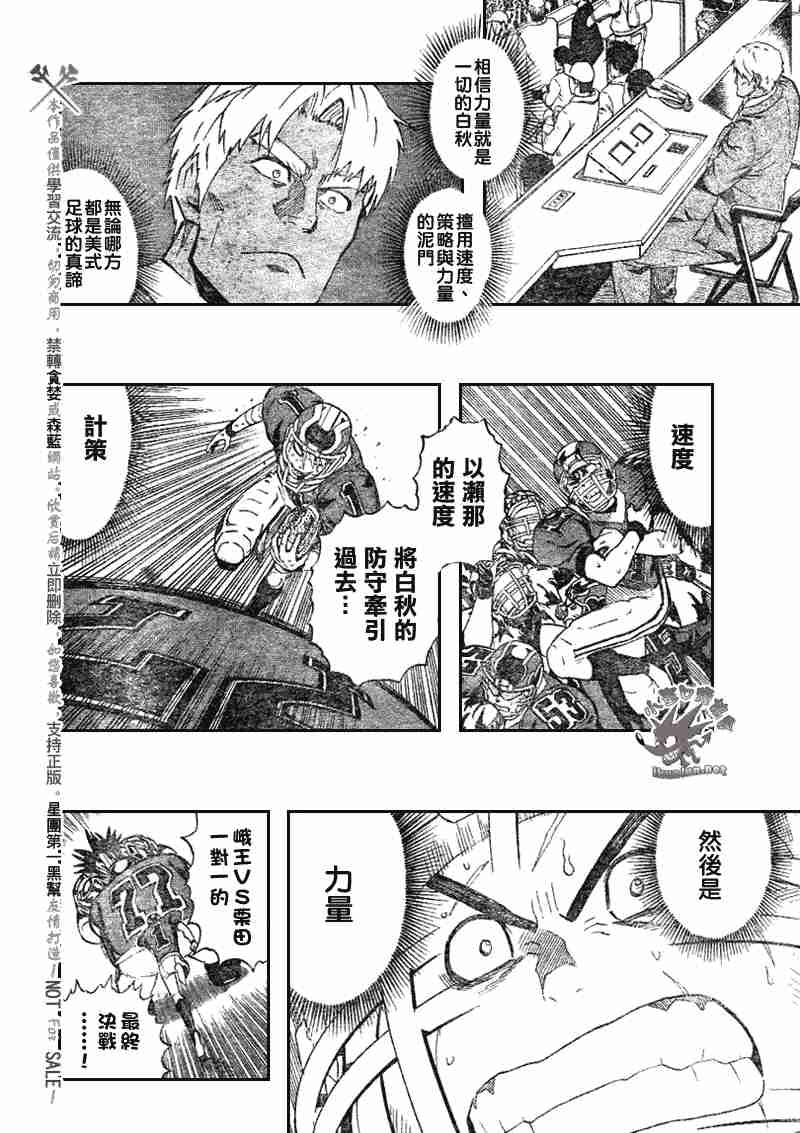 相信力量就是
一切的白秋
擅用速度、
策略與力量
的泥門
無論哪方
都是美式
足球的真諦
速度
以瀨那
的速度
將白秋的
防守牽引
過去…
計策
然後是
力量
峨王VS栗田
一對一的
最終
決戰
……!
53
77
本作品僅供學習交流，切勿商用，禁轉貪婪或森藍網站。欣賞后請立即刪除，如您喜歡，支持正版。星團第一黑幫友情打造！NOT FOR SALE！